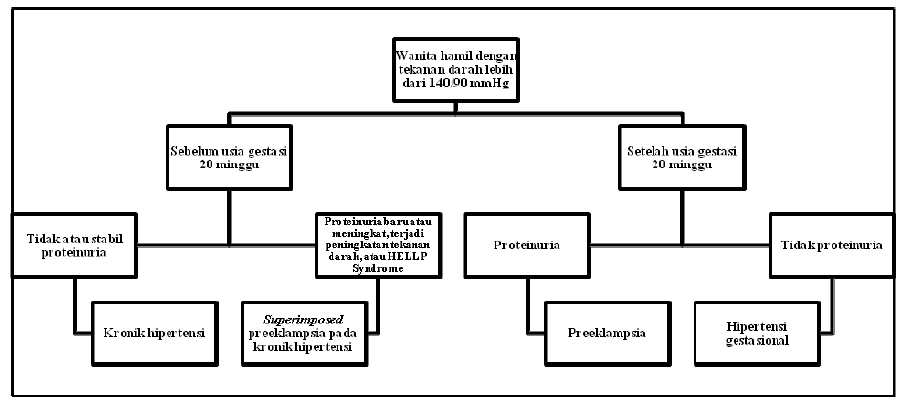 Wanita hamil dengan
tekanan darah lebih
dari 140/90 mmHg
Sebelum usia gestasi
20 minggu
Setelah usia gestasi
20 minggu
Tidak atau stabil
proteinuria
Proteinuria baru atau
meningkat, terjadi
peningkatan tekanan
darah, atau HELLP
Syndrome
Proteinuria
Tidak proteinuria
Kronik hipertensi
Superimposed
preeklampsia pada
kronik hipertensi
Preeklampsia
Hipertensi
gestasional